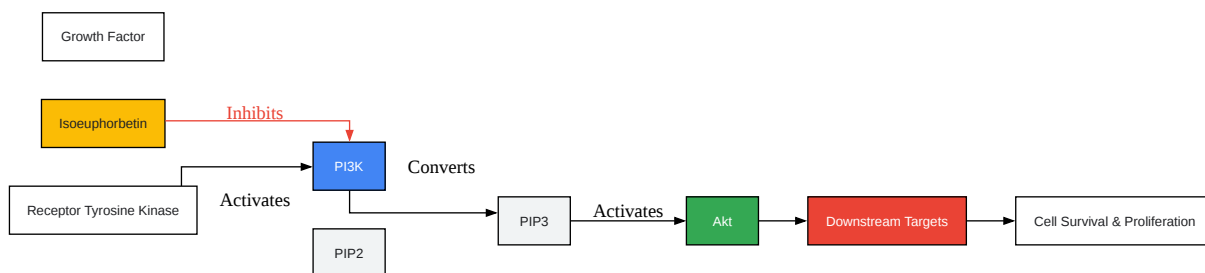 Growth Factor
Isoeuphorbetin
Inhibits
PI3K
Converts
Receptor Tyrosine Kinase
Activates
PIP2
PIP3
Activates
Akt
Downstream Targets
Cell Survival & Proliferation